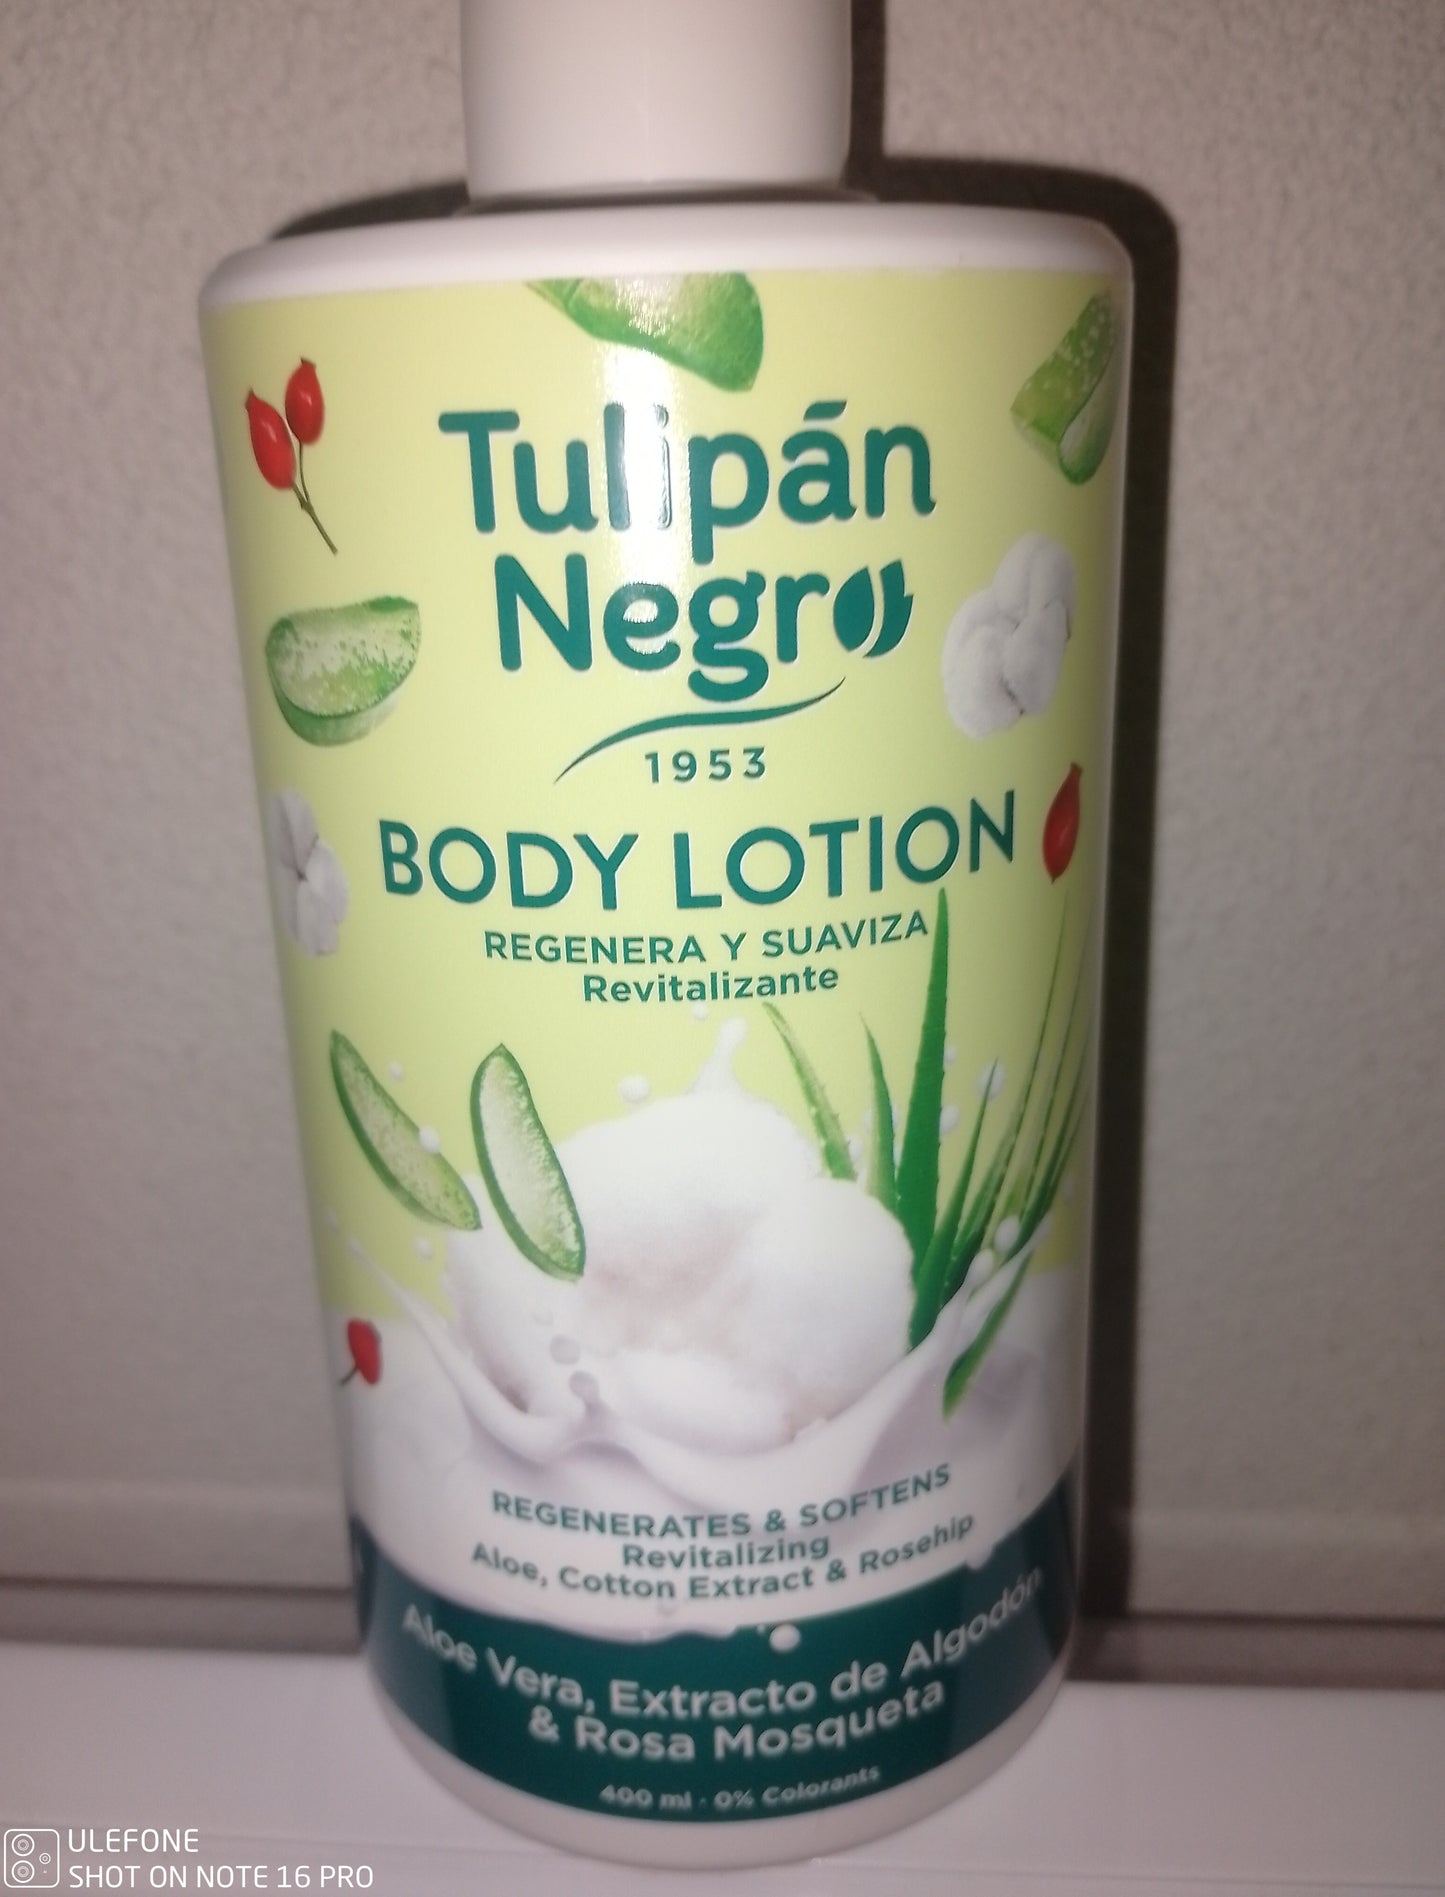 Tulipán
Negro
1953
BODY LOTION
REGENERA Y SUAVIZA
Revitalizante
REGENERATES & SOFTENS
Revitalizing
Aloe, Cotton Extract & Rosehip
Aloe Vera, Extracto de Algodón
& Rosa Mosqueta
400 ml · 0% Colorants
ULEFONE
SHOT ON NOTE 16 PRO